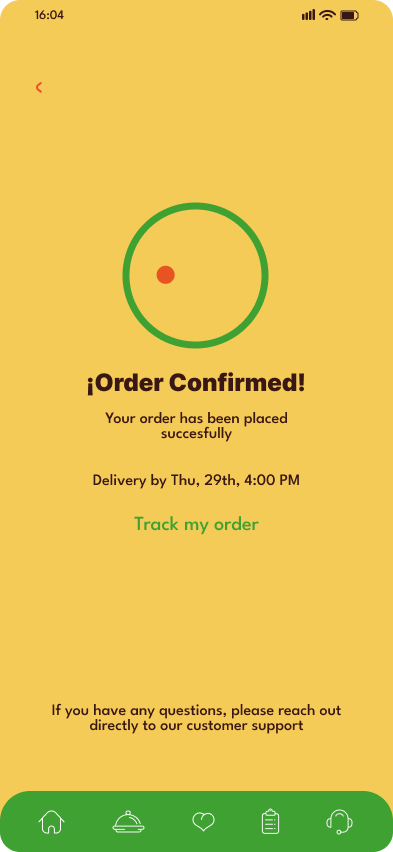 16:04
¡Order Confirmed!
Your order has been placed
succesfully
Delivery by Thu, 29th, 4:00 PM
Track my order
If you have any questions, please reach out
directly to our customer support